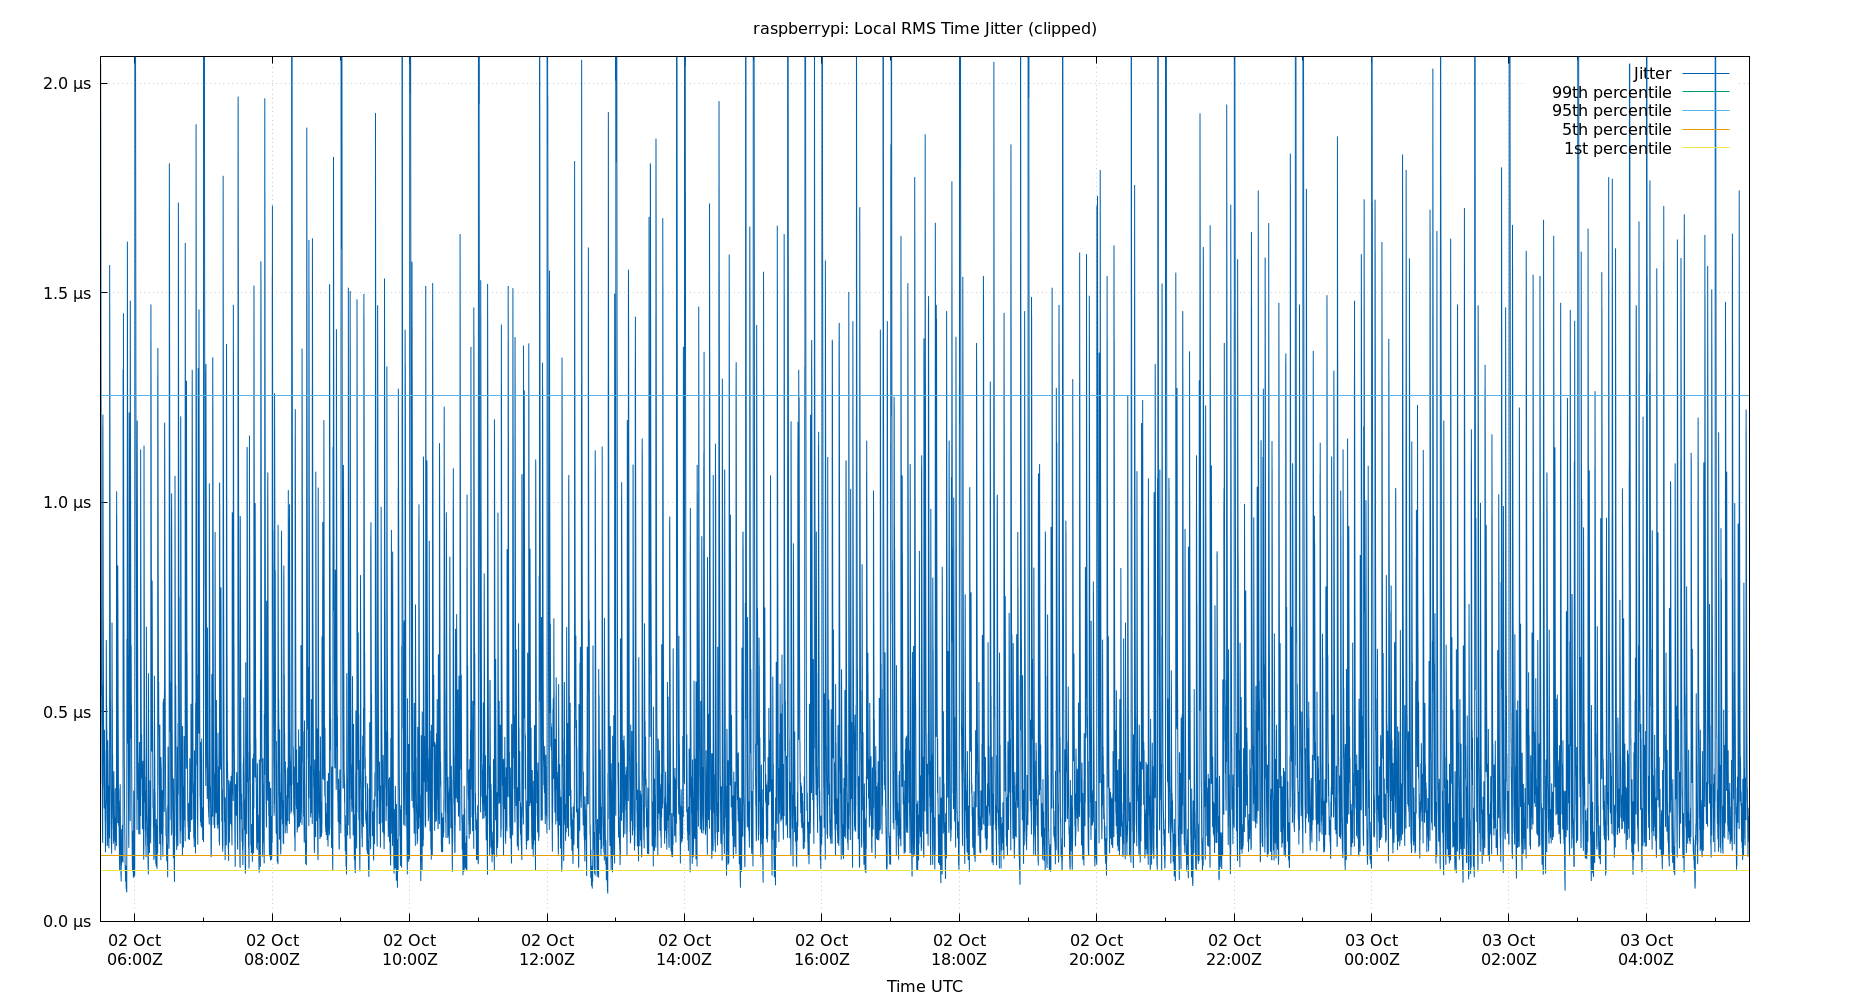 raspberrypi: Local RMS Time Jitter (clipped)
2.0 µs
1.5 µs
1.0 µs
0.5 µs
0.0 µs
Jitter
99th percentile
95th percentile
5th percentile
1st percentile
02 Oct 02 Oct 02 Oct 02 Oct 02 Oct 02 Oct 02 Oct 02 Oct 02 Oct 03 Oct 03 Oct 03 Oct
06:00Z 08:00Z 10:00Z 12:00Z 14:00Z 16:00Z 18:00Z 20:00Z 22:00Z 00:00Z 02:00Z 04:00Z
Time UTC